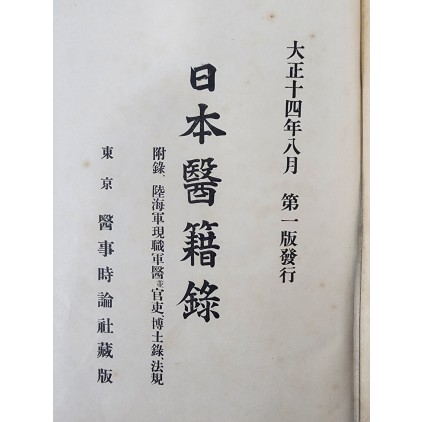 大正十四年八月　第一版發行
日本醫籍錄
附錄、陸海軍現職軍醫並官吏、博士錄、法規
東京　醫事時論社藏版